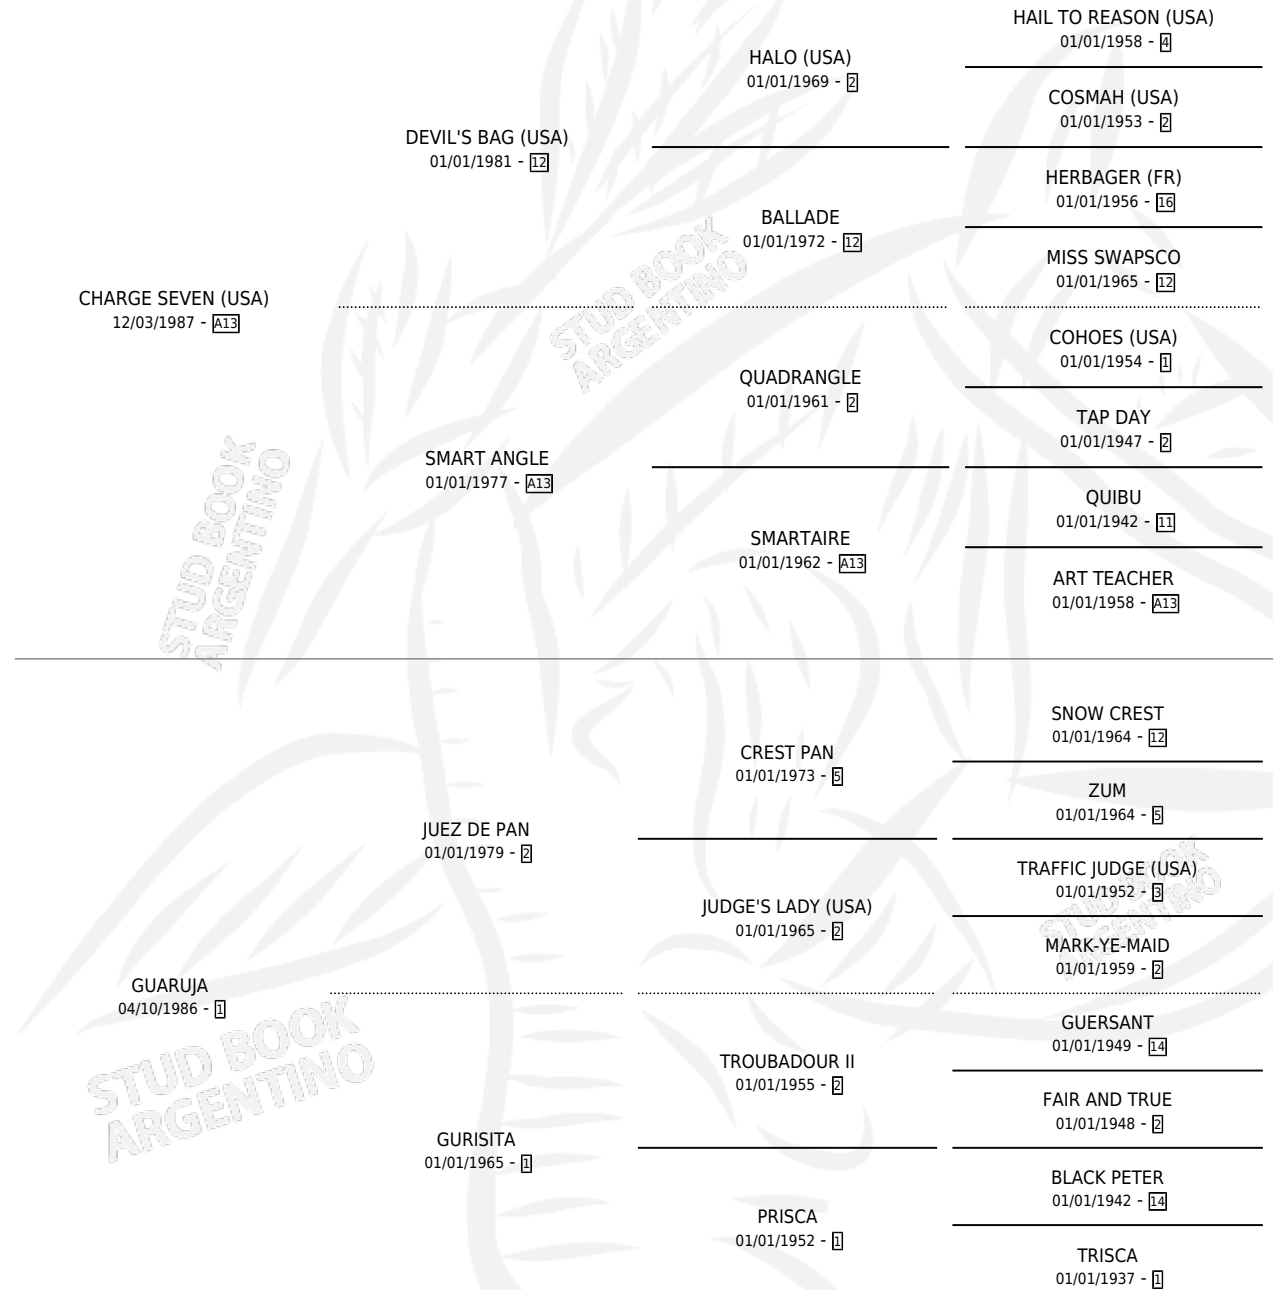 HAIL TO REASON (USA)
01/01/1958 - 4
HALO (USA)
01/01/1969 - 2
COSMAH (USA)
01/01/1953 - 2
DEVIL'S BAG (USA)
01/01/1981 - 12
HERBAGER (FR)
01/01/1956 - 16
BALLADE
01/01/1972 - 12
MISS SWAPSCO
01/01/1965 - 12
CHARGE SEVEN (USA)
12/03/1987 - A13
COHOES (USA)
01/01/1954 - 1
QUADRANGLE
01/01/1961 - 2
TAP DAY
01/01/1947 - 2
SMART ANGLE
01/01/1977 - A13
QUIBU
01/01/1942 - 11
SMARTAIRE
01/01/1962 - A13
ART TEACHER
01/01/1958 - A13
SNOW CREST
01/01/1964 - 12
CREST PAN
01/01/1973 - 5
ZUM
01/01/1964 - 5
JUEZ DE PAN
01/01/1979 - 2
TRAFFIC JUDGE (USA)
01/01/1952 - 3
JUDGE'S LADY (USA)
01/01/1965 - 2
MARK-YE-MAID
01/01/1959 - 2
GUARUJA
04/10/1986 - 1
GUERSANT
01/01/1949 - 14
TROUBADOUR II
01/01/1955 - 2
FAIR AND TRUE
01/01/1948 - 2
GURISITA
01/01/1965 - 1
BLACK PETER
01/01/1942 - 14
PRISCA
01/01/1952 - 1
TRISCA
01/01/1937 - 1
STUD BOOK
ARGENTINO
STUD BOOK
ARGENTINO
STUD BOOK
ARGENTINO
STUD BOOK
ARGENTINO